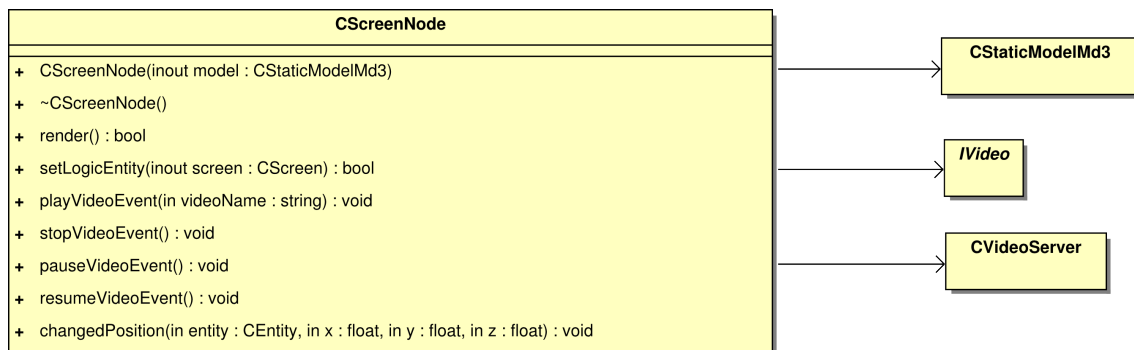 CScreenNode
+ CScreenNode(inout model : CStaticModelMd3)
+ ~CScreenNode()
+ render() : bool
+ setLogicEntity(inout screen : CScreen) : bool
+ playVideoEvent(in videoName : string) : void
+ stopVideoEvent() : void
+ pauseVideoEvent() : void
+ resumeVideoEvent() : void
+ changedPosition(in entity : CEntity, in x : float, in y : float, in z : float) : void
CStaticModelMd3
IVideo
CVideoServer